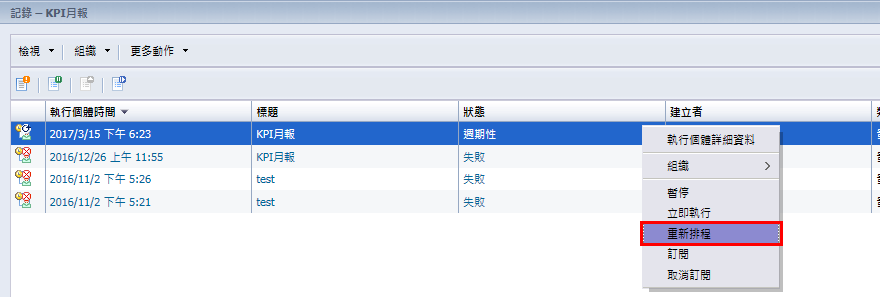 記錄 – KPI月報
檢視 組織 更多動作
執行個體時間 標題 狀態 建立者
2017/3/15 下午 6:23 KPI月報 週期性
2016/12/26 上午 11:55 KPI月報 失敗
2016/11/2 下午 5:26 test 失敗
2016/11/2 下午 5:21 test 失敗
執行個體詳細資料
組織
暫停
立即執行
重新排程
訂閱
取消訂閱